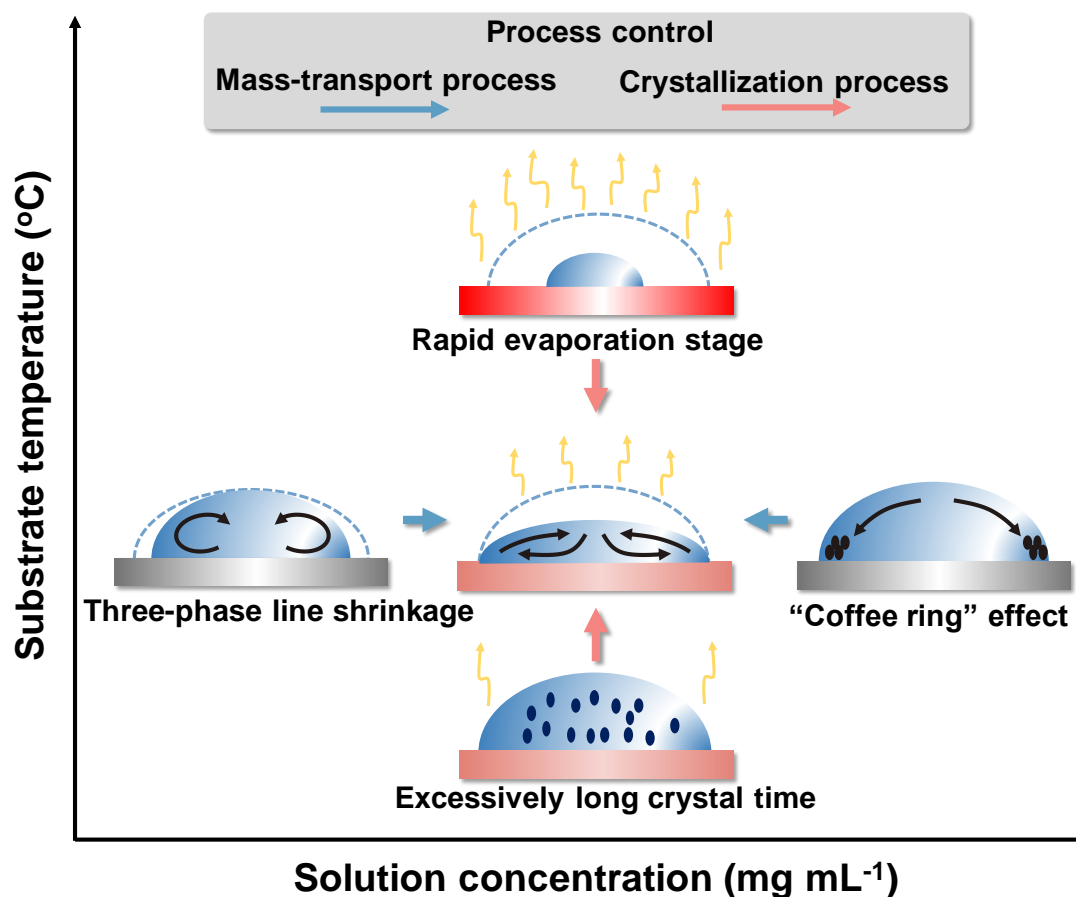 Process control
Mass-transport process
Crystallization process
Substrate temperature (oC)
Rapid evaporation stage
Three-phase line shrinkage
“Coffee ring” effect
Excessively long crystal time
Solution concentration (mg mL-1)